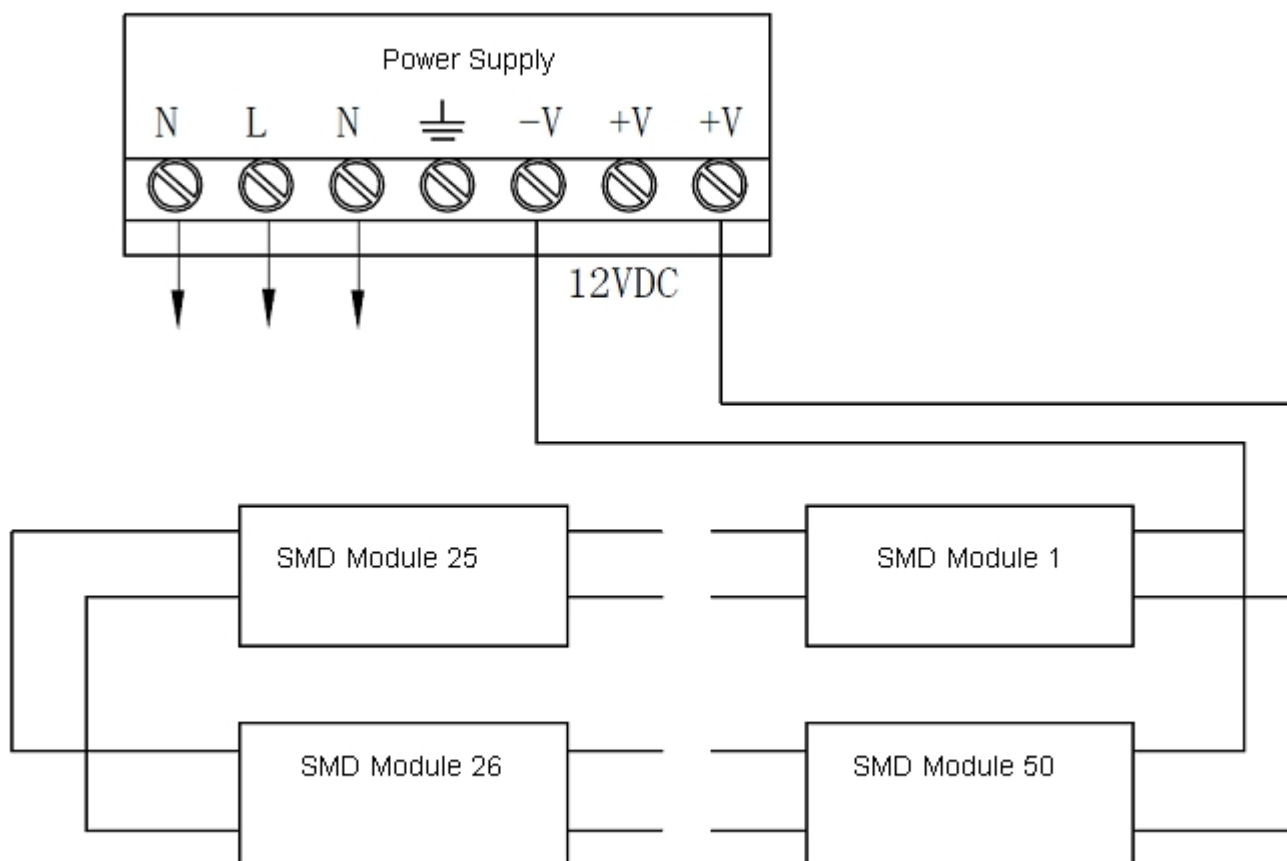 Power Supply
N L N -V +V +V
12VDC
SMD Module 25 SMD Module 1
SMD Module 26 SMD Module 50